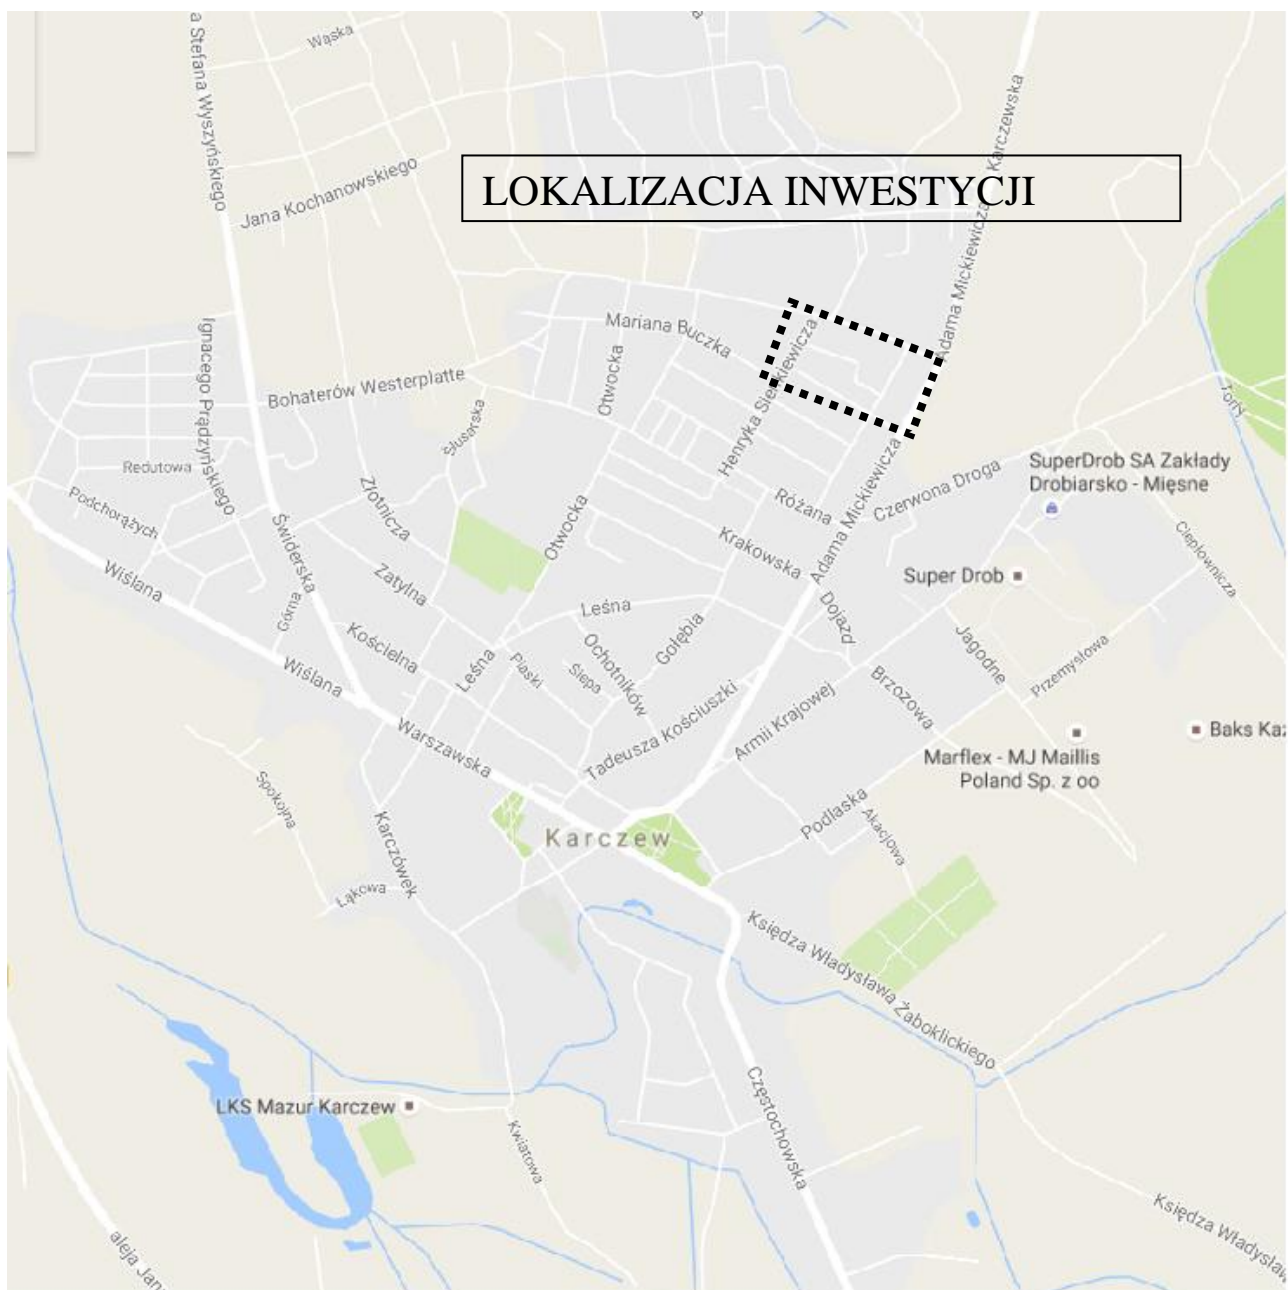 a Stefana Wyszyńskiego
Wąska
Karczewska
LOKALIZACJA INWESTYCJI
Jana Kochanowskiego
Adama Mickiewicza
Ignacego Prądzyńskiego
Mariana Buczka
Henryka Sienkiewicza
Otwocka
Bohaterów Westerplatte
Ślusarska
Torfy
Redutowa
Podchorążych
Złotnicza
Świderska
Otwocka
Różana
Krakowska
Adama Mickiewicza
Czerwona Droga
SuperDrob SA Zakłady
Drobiarsko - Mięsne
Ciepłownicza
Wiślana
Zatylna
Górna
Leśna
Super Drob
Dojazd
Kościelna
Leśna
Piaski
Ślepa
Ochotników
Gołębia
Jagodne
Przemysłowa
Wiślana
Brzozowa
Warszawska
Tadeusza Kościuszki
Armii Krajowej
Baks Kaz
Marflex - MJ Maillis
Poland Sp. z oo
Spokojna
Karczówek
Karczew
Podlaska
Akacjowa
Łąkowa
Księdza Władysława Żaboklickiego
LKS Mazur Karczew
Kwiatowa
Częstochowska
Księdza Władysław
aleja Jan